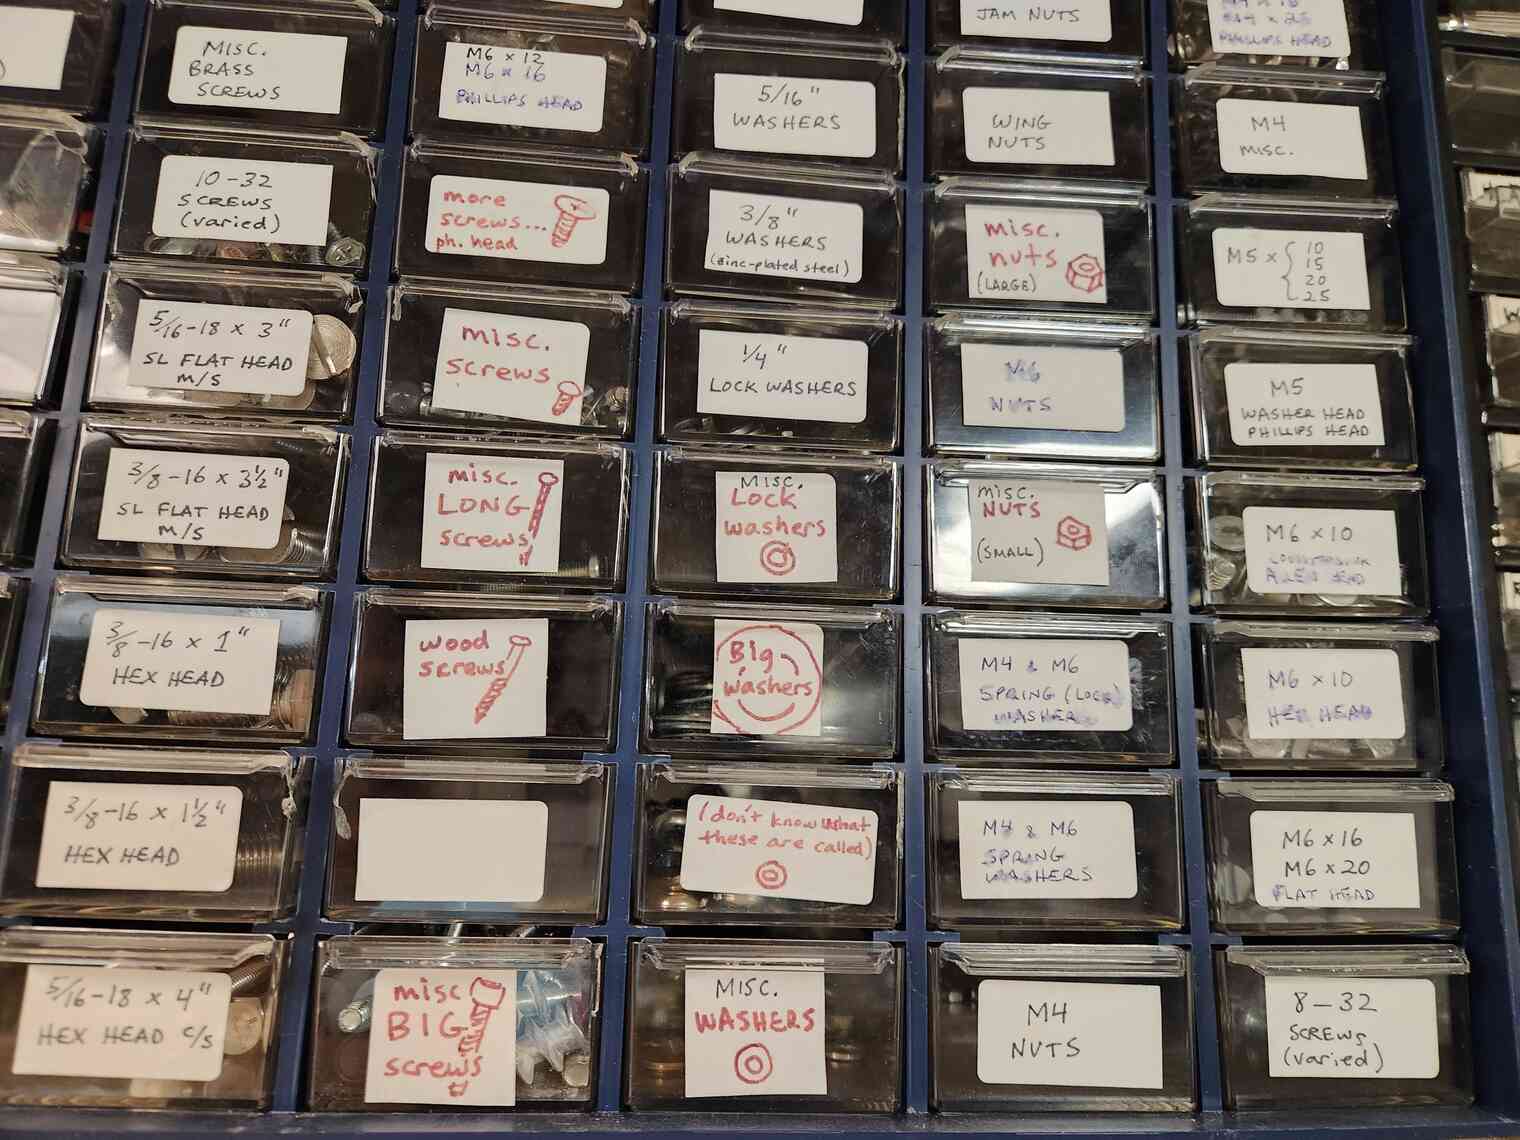 JAM NUTS
PHILLIPS HEAD
MISC.
BRASS
SCREWS
M6 x 12
M6 x 16
PHILLIPS HEAD
5/16"
WASHERS
WING
NUTS
M4
MISC.
10-32
SCREWS
(varied)
more
screws...
ph. head
3/8"
WASHERS
(zinc-plated steel)
misc.
nuts
(LARGE)
M5 x { 10
15
20
25
5/16-18 x 3"
SL FLAT HEAD
M/S
misc.
screws
1/4"
LOCK WASHERS
M6
NUTS
M5
WASHER HEAD
PHILLIPS HEAD
3/8-16 x 3 1/2"
SL FLAT HEAD
M/S
misc.
LONG
screws
MISC.
Lock
washers
MISC.
NUTS
(SMALL)
M6 x 10
COUNTERSINK
ALLEN HEAD
3/8-16 x 1"
HEX HEAD
wood
screws
Big
washers
M4 & M6
SPRING (LOCK)
WASHER
M6 x 10
HEX HEAD
3/8-16 x 1 1/2"
HEX HEAD
(don't know what
these are called)
M4 & M6
SPRING
WASHERS
M6 x 16
M6 x 20
FLAT HEAD
5/16-18 x 4"
HEX HEAD C/S
misc
BIG
screws
MISC.
WASHERS
M4
NUTS
8-32
SCREWS
(varied)